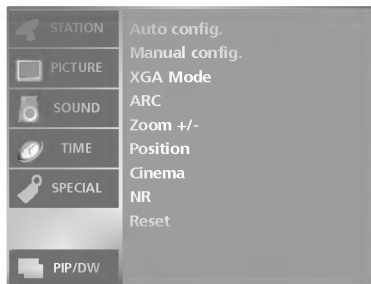 STATION
PICTURE
SOUND
TIME
SPECIAL
PIP/DW
Auto config.
Manual config.
XGA Mode
ARC
Zoom +/-
Position
Cinema
NR
Reset